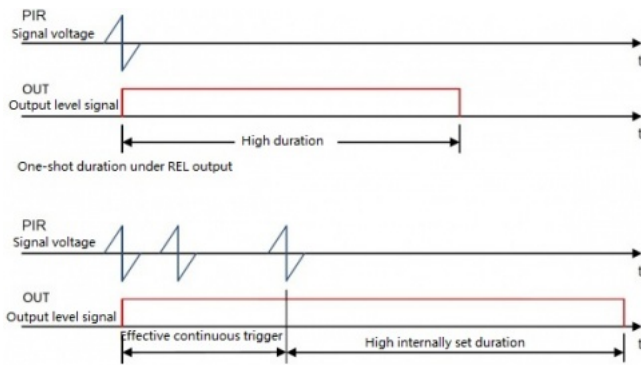 PIR
Signal voltage
t
OUT
Output level signal
t
High duration
One-shot duration under REL output
PIR
Signal voltage
t
OUT
Output level signal
t
Effective continuous trigger
High internally set duration